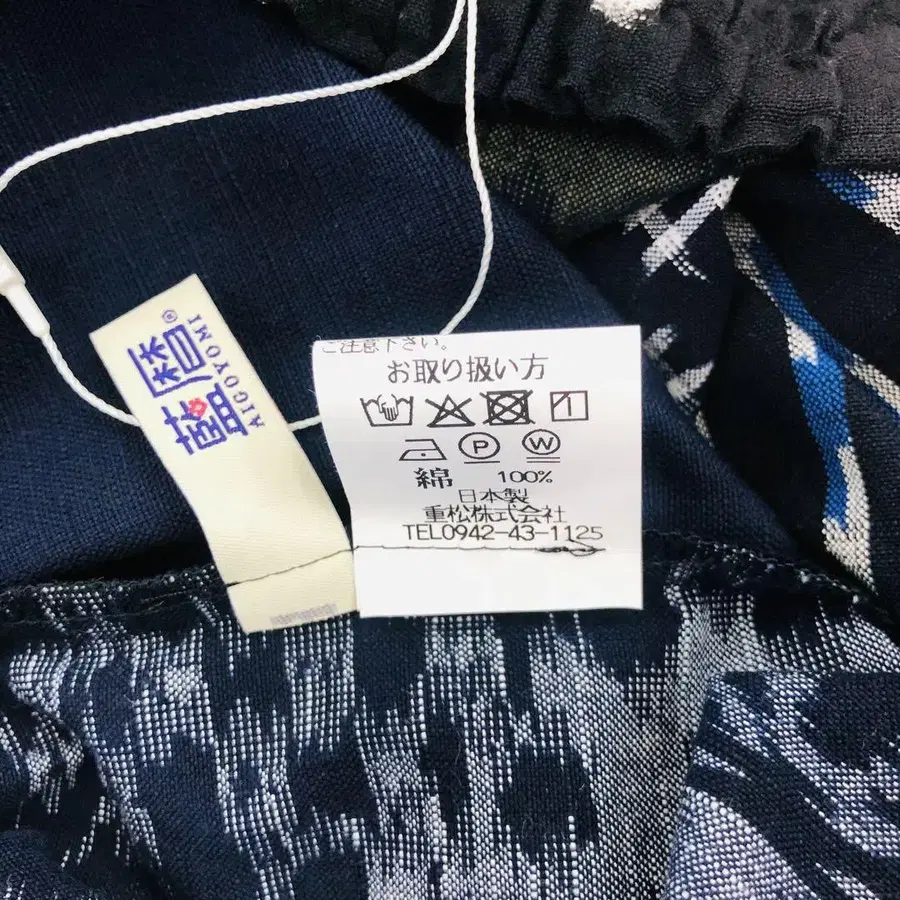 藍暦®
AIGOYOMI
ご注意下さい。
お取り扱い方
P W
綿 100%
日本製
重松株式会社
TEL0942-43-1125